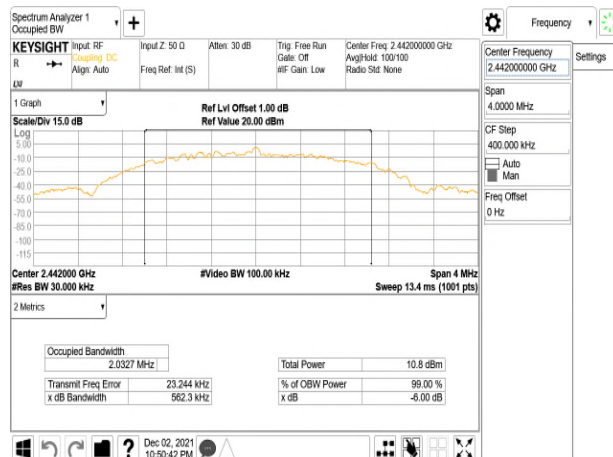 Spectrum Analyzer 1
Occupied BW
Frequency
KEYSIGHT
R
Input: RF
Coupling: DC
Align: Auto
Input Z: 50 Ω
Freq Ref: Int (S)
Atten: 30 dB
Trig: Free Run
Gate: Off
#IF Gain: Low
Center Freq: 2.442000000 GHz
Avg|Hold: 100/100
Radio Std: None
Center Frequency
2.442000000 GHz
Settings
Span
4.0000 MHz
CF Step
400.000 kHz
Auto
Man
Freq Offset
0 Hz
1 Graph
Scale/Div 15.0 dB
Ref Lvl Offset 1.00 dB
Ref Value 20.00 dBm
Log
5.00
-10.0
-25.0
-40.0
-55.0
-70.0
-85.0
-100
-115
Center 2.442000 GHz
#Res BW 30.000 kHz
#Video BW 100.00 kHz
Span 4 MHz
Sweep 13.4 ms (1001 pts)
2 Metrics
Occupied Bandwidth
2.0327 MHz
Transmit Freq Error 23.244 kHz
x dB Bandwidth 562.3 kHz
Total Power 10.8 dBm
% of OBW Power 99.00 %
x dB -6.00 dB
Dec 02, 2021
10:50:42 PM